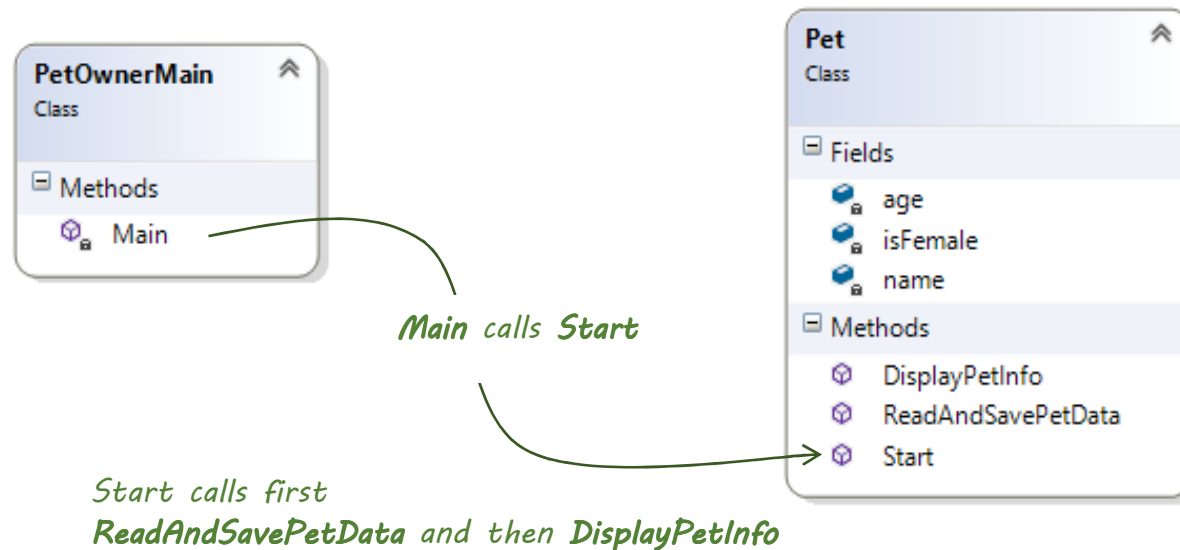 PetOwnerMain
Class
Methods
Main
Main calls Start
Start calls first
ReadAndSavePetData and then DisplayPetInfo
Pet
Class
Fields
age
isFemale
name
Methods
DisplayPetInfo
ReadAndSavePetData
Start